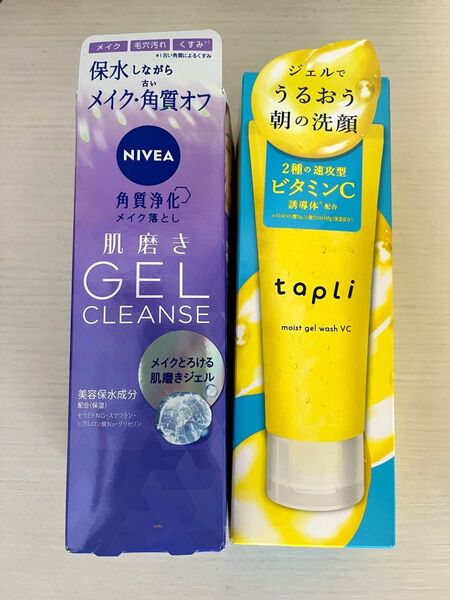 メイク 毛穴汚れ くすみ*1
*1 古い角質によるくすみ
保水しながら
古い
メイク・角質オフ
NIVEA
角質浄化
メイク落とし
肌磨き
GEL
CLEANSE
メイクとろける
肌磨きジェル
美容保水成分
配合(保湿)
セラミドNG・スクワラン・
ヒアルロン酸Na・グリセリン
ジェルで
うるおう
朝の洗顔
2種の速攻型
ビタミンC
誘導体*配合
tapli
moist gel wash VC